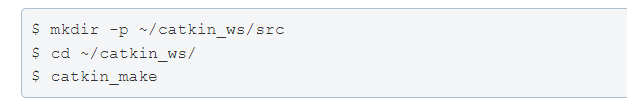 $ mkdir -p ~/catkin_ws/src
$ cd ~/catkin_ws/
$ catkin_make